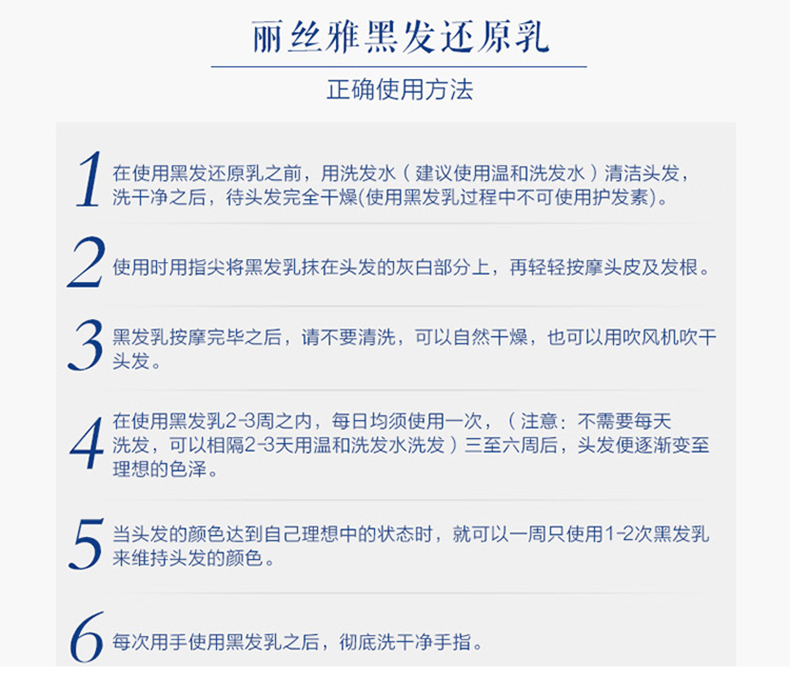 丽丝雅黑发还原乳
正确使用方法
1
在使用黑发还原乳之前，用洗发水（建议使用温和洗发水）清洁头发，
洗干净之后，待头发完全干燥(使用黑发乳过程中不可使用护发素)。
2
使用时用指尖将黑发乳抹在头发的灰白部分上，再轻轻按摩头皮及发根。
3
黑发乳按摩完毕之后，请不要清洗，可以自然干燥，也可以用吹风机吹干
头发。
4
在使用黑发乳2-3周之内，每日均须使用一次，（注意：不需要每天
洗发，可以相隔2-3天用温和洗发水洗发）三至六周后，头发便逐渐变至
理想的色泽。
5
当头发的颜色达到自己理想中的状态时，就可以一周只使用1-2次黑发乳
来维持头发的颜色。
6
每次用手使用黑发乳之后，彻底洗干净手指。